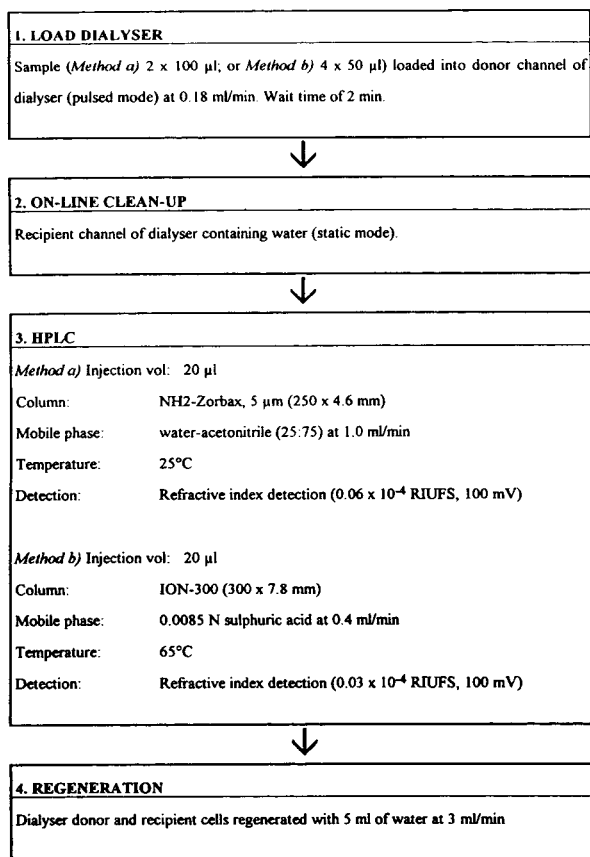 1. LOAD DIALYSER
Sample (Method a) 2 x 100 µl; or Method b) 4 x 50 µl) loaded into donor channel of
dialyser (pulsed mode) at 0.18 ml/min. Wait time of 2 min.
2. ON-LINE CLEAN-UP
Recipient channel of dialyser containing water (static mode).
3. HPLC
Method a) Injection vol: 20 µl
Column: NH2-Zorbax, 5 µm (250 x 4.6 mm)
Mobile phase: water-acetonitrile (25:75) at 1.0 ml/min
Temperature: 25°C
Detection: Refractive index detection (0.06 x 10⁻⁴ RIUFS, 100 mV)
Method b) Injection vol: 20 µl
Column: ION-300 (300 x 7.8 mm)
Mobile phase: 0.0085 N sulphuric acid at 0.4 ml/min
Temperature: 65°C
Detection: Refractive index detection (0.03 x 10⁻⁴ RIUFS, 100 mV)
4. REGENERATION
Dialyser donor and recipient cells regenerated with 5 ml of water at 3 ml/min